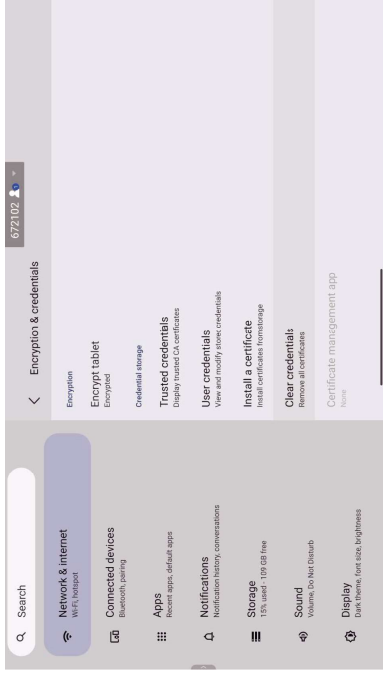 672102
Search
Network & internet
Wi-Fi, hotspot
Connected devices
Bluetooth, pairing
Apps
Recent apps, default apps
Notifications
Notification history, conversations
Storage
15% used - 109 GB free
Sound
Volume, Do Not Disturb
Display
Dark theme, font size, brightness
Encryption & credentials
Encryption
Encrypt tablet
Encrypted
Credential storage
Trusted credentials
Display trusted CA certificates
User credentials
View and modify stored credentials
Install a certificate
Install certificates from storage
Clear credentials
Remove all certificates
Certificate management app
None